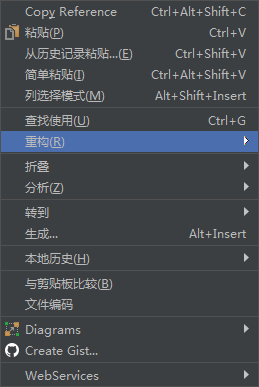 Copy Reference Ctrl+Alt+Shift+C
粘贴(P) Ctrl+V
从历史记录粘贴...(E) Ctrl+Shift+V
简单粘贴(I) Ctrl+Alt+Shift+V
列选择模式(M) Alt+Shift+Insert
查找使用(U) Ctrl+G
重构(R)
折叠
分析(Z)
转到
生成... Alt+Insert
本地历史(H)
与剪贴板比较(B)
文件编码
Diagrams
Create Gist...
WebServices